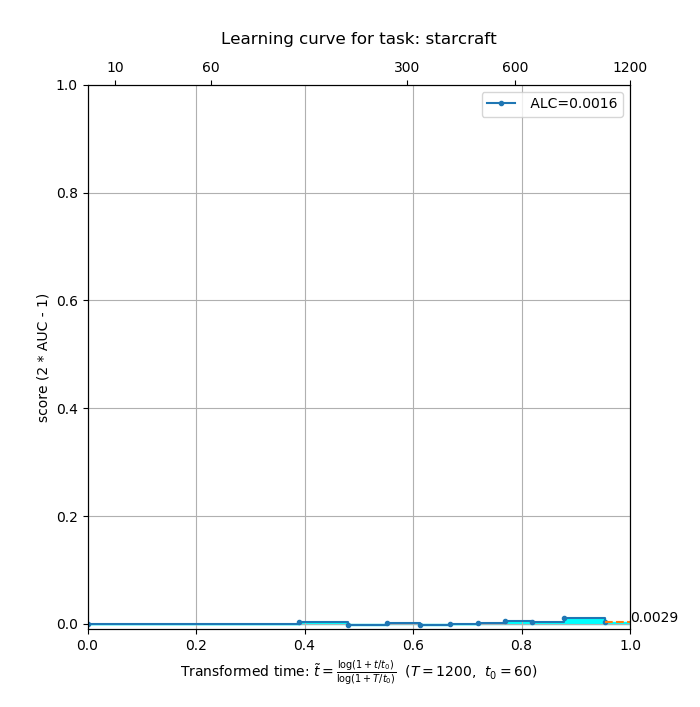 Learning curve for task: starcraft
10 60 300 600 1200
ALC=0.0016
1.0
0.8
0.6
0.4
0.2
0.0
score (2 * AUC - 1)
0.0029
0.0 0.2 0.4 0.6 0.8 1.0
Transformed time: t̃ = log(1 + t/t₀) / log(1 + T/t₀) (T = 1200, t₀ = 60)